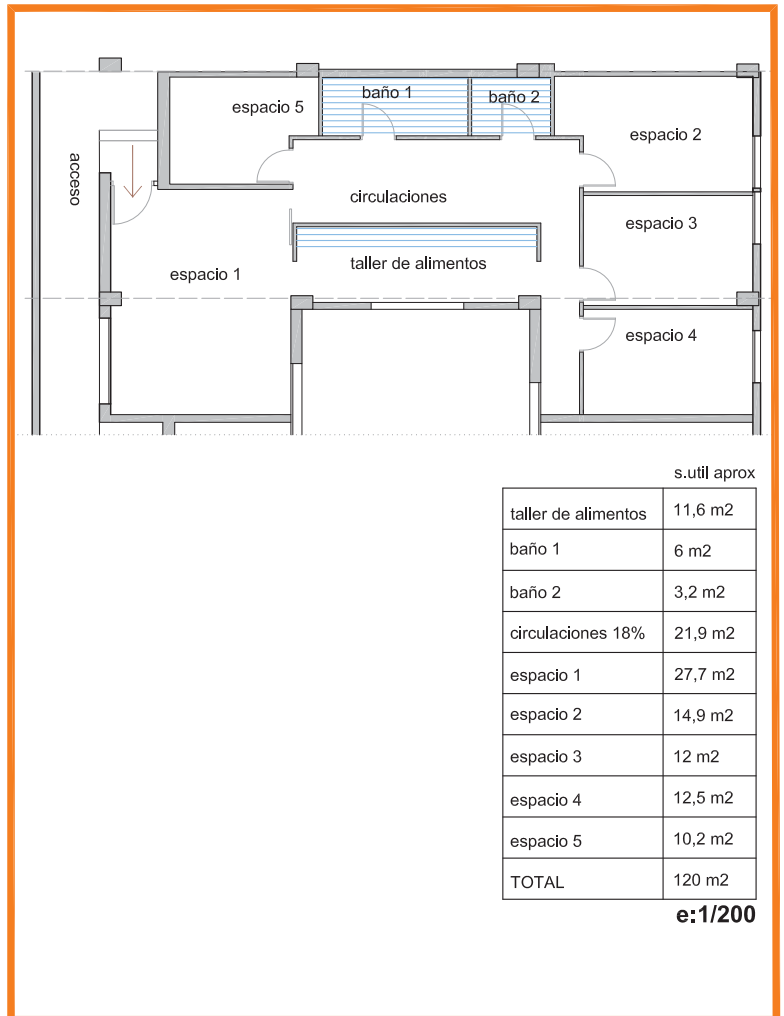 baño 1
baño 2
espacio 5
espacio 2
acceso
circulaciones
espacio 3
taller de alimentos
espacio 1
espacio 4
s.util aprox
taller de alimentos 11,6 m2
baño 1 6 m2
baño 2 3,2 m2
circulaciones 18% 21,9 m2
espacio 1 27,7 m2
espacio 2 14,9 m2
espacio 3 12 m2
espacio 4 12,5 m2
espacio 5 10,2 m2
TOTAL 120 m2
e:1/200